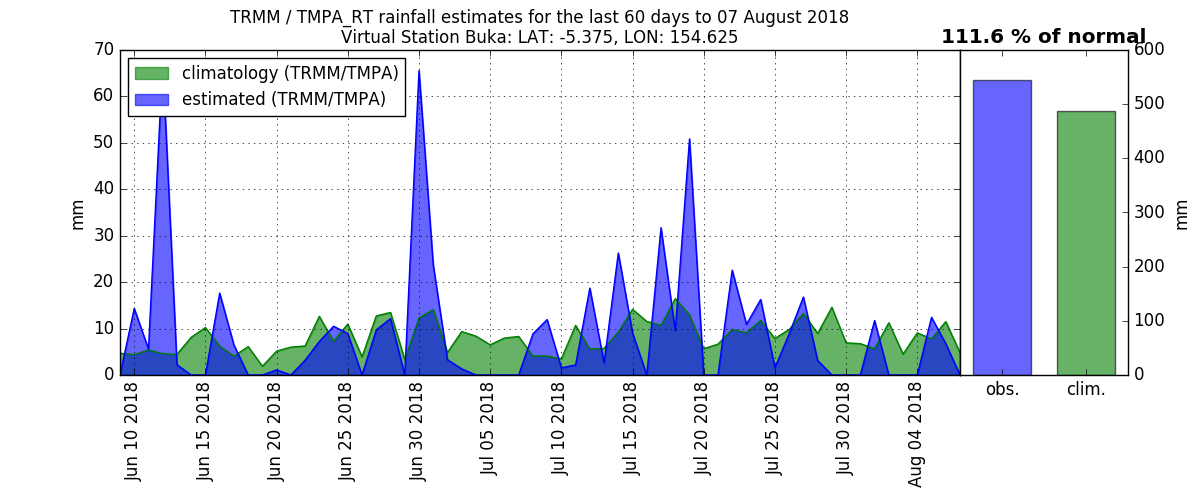 TRMM / TMPA_RT rainfall estimates for the last 60 days to 07 August 2018
Virtual Station Buka: LAT: -5.375, LON: 154.625
111.6 % of normal
climatology (TRMM/TMPA)
estimated (TRMM/TMPA)
70
60
50
40
30
20
10
0
mm
Jun 10 2018
Jun 15 2018
Jun 20 2018
Jun 25 2018
Jun 30 2018
Jul 05 2018
Jul 10 2018
Jul 15 2018
Jul 20 2018
Jul 25 2018
Jul 30 2018
Aug 04 2018
600
500
400
300
200
100
0
mm
obs.
clim.